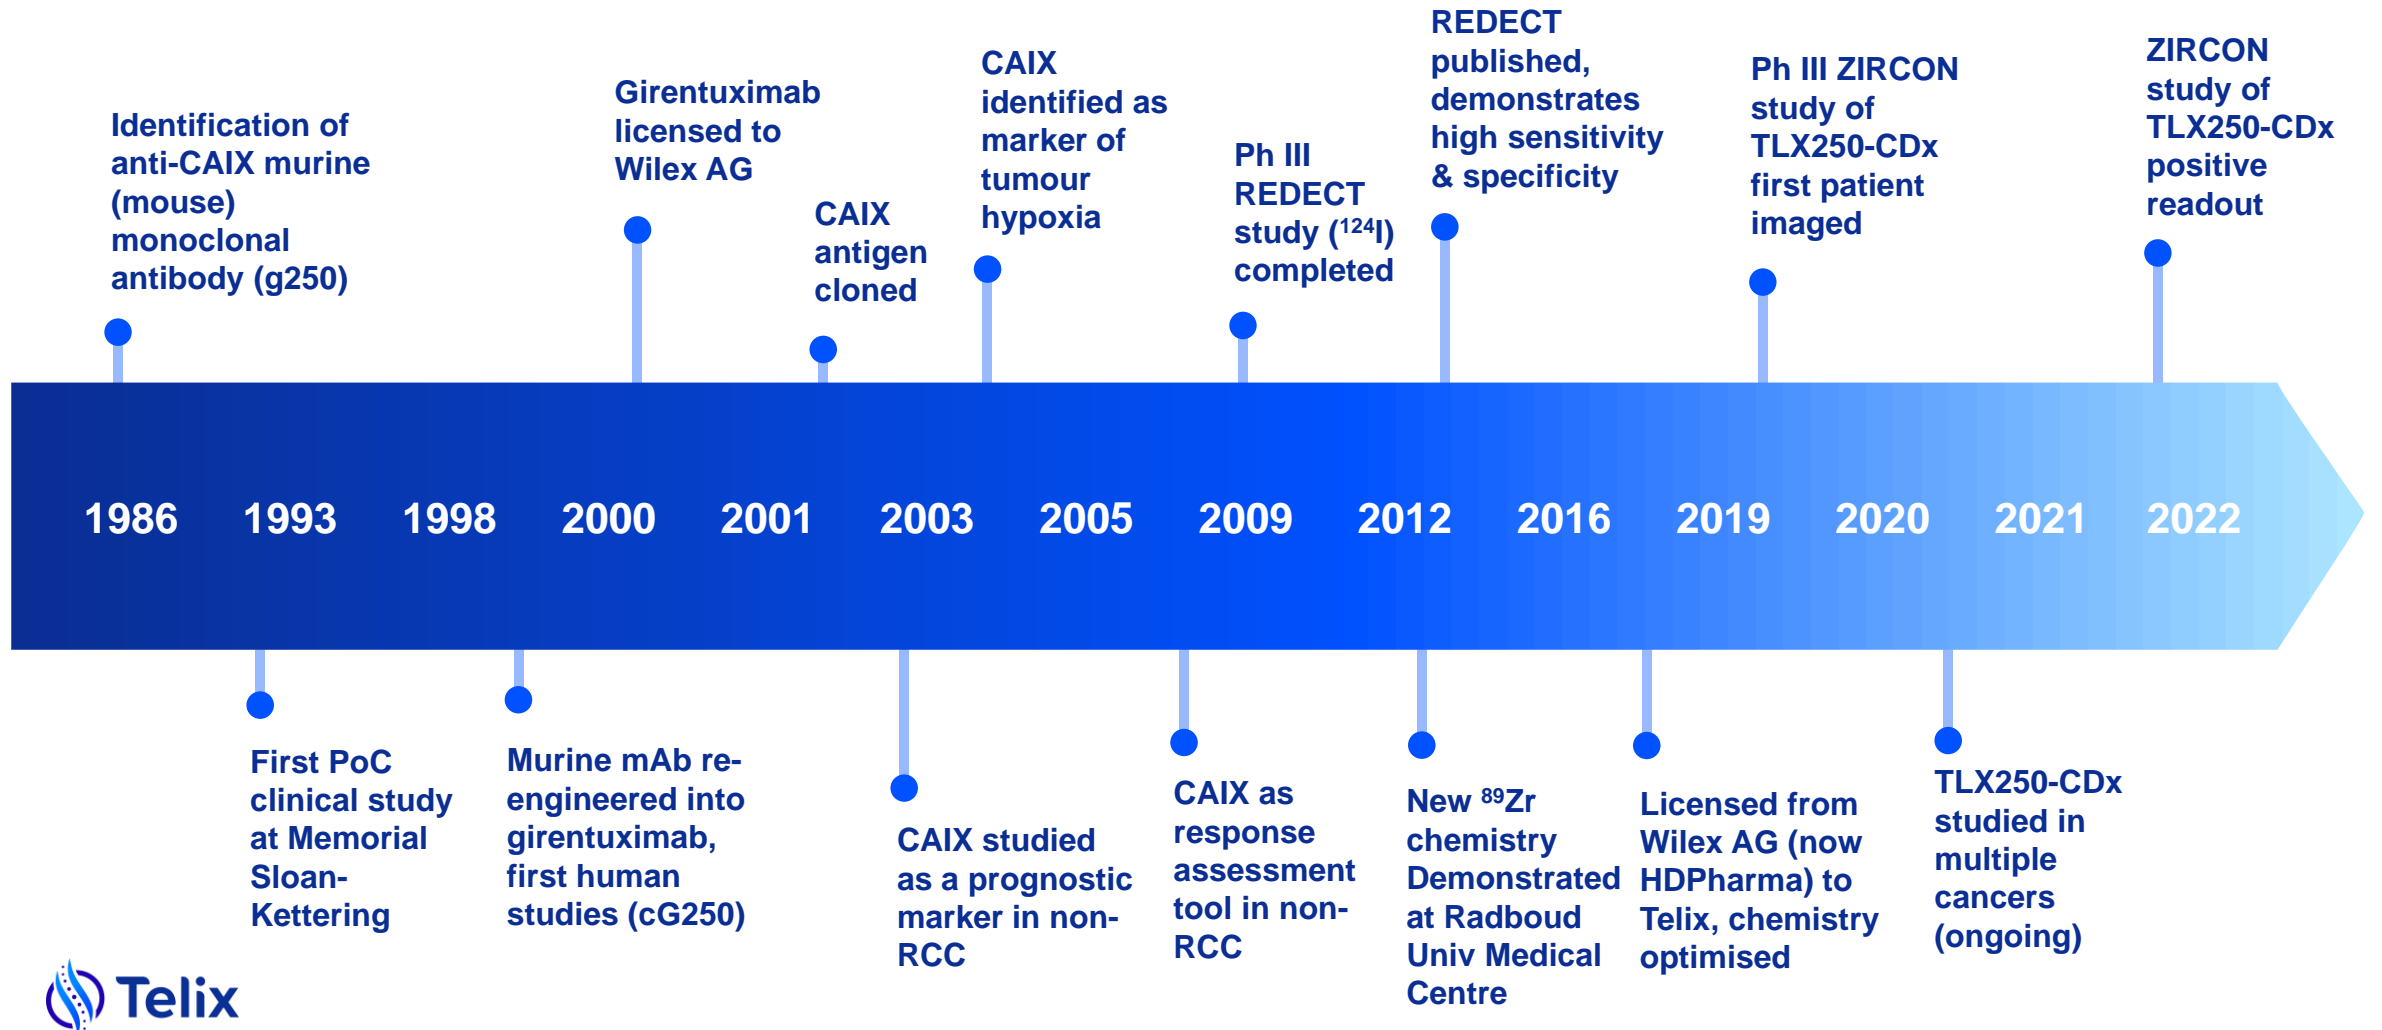 Identification of
anti-CAIX murine
(mouse)
monoclonal
antibody (g250)
Girentuximab
licensed to
Wilex AG
CAIX
antigen
cloned
CAIX
identified as
marker of
tumour
hypoxia
Ph III
REDECT
study (¹²⁴I)
completed
REDECT
published,
demonstrates
high sensitivity
& specificity
Ph III ZIRCON
study of
TLX250-CDx
first patient
imaged
ZIRCON
study of
TLX250-CDx
positive
readout
1986 1993 1998 2000 2001 2003 2005 2009 2012 2016 2019 2020 2021 2022
First PoC
clinical study
at Memorial
Sloan-
Kettering
Murine mAb re-
engineered into
girentuximab,
first human
studies (cG250)
CAIX studied
as a prognostic
marker in non-
RCC
CAIX as
response
assessment
tool in non-
RCC
New ⁸⁹Zr
chemistry
Demonstrated
at Radboud
Univ Medical
Centre
Licensed from
Wilex AG (now
HDPharma) to
Telix, chemistry
optimised
TLX250-CDx
studied in
multiple
cancers
(ongoing)
Telix